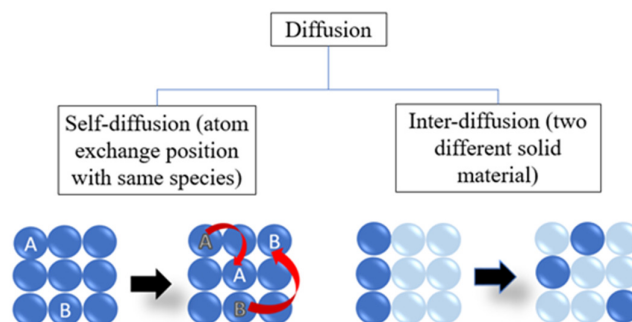 Diffusion
Self-diffusion (atom
exchange position
with same species)
Inter-diffusion (two
different solid
material)
A
B
A
B
A
B